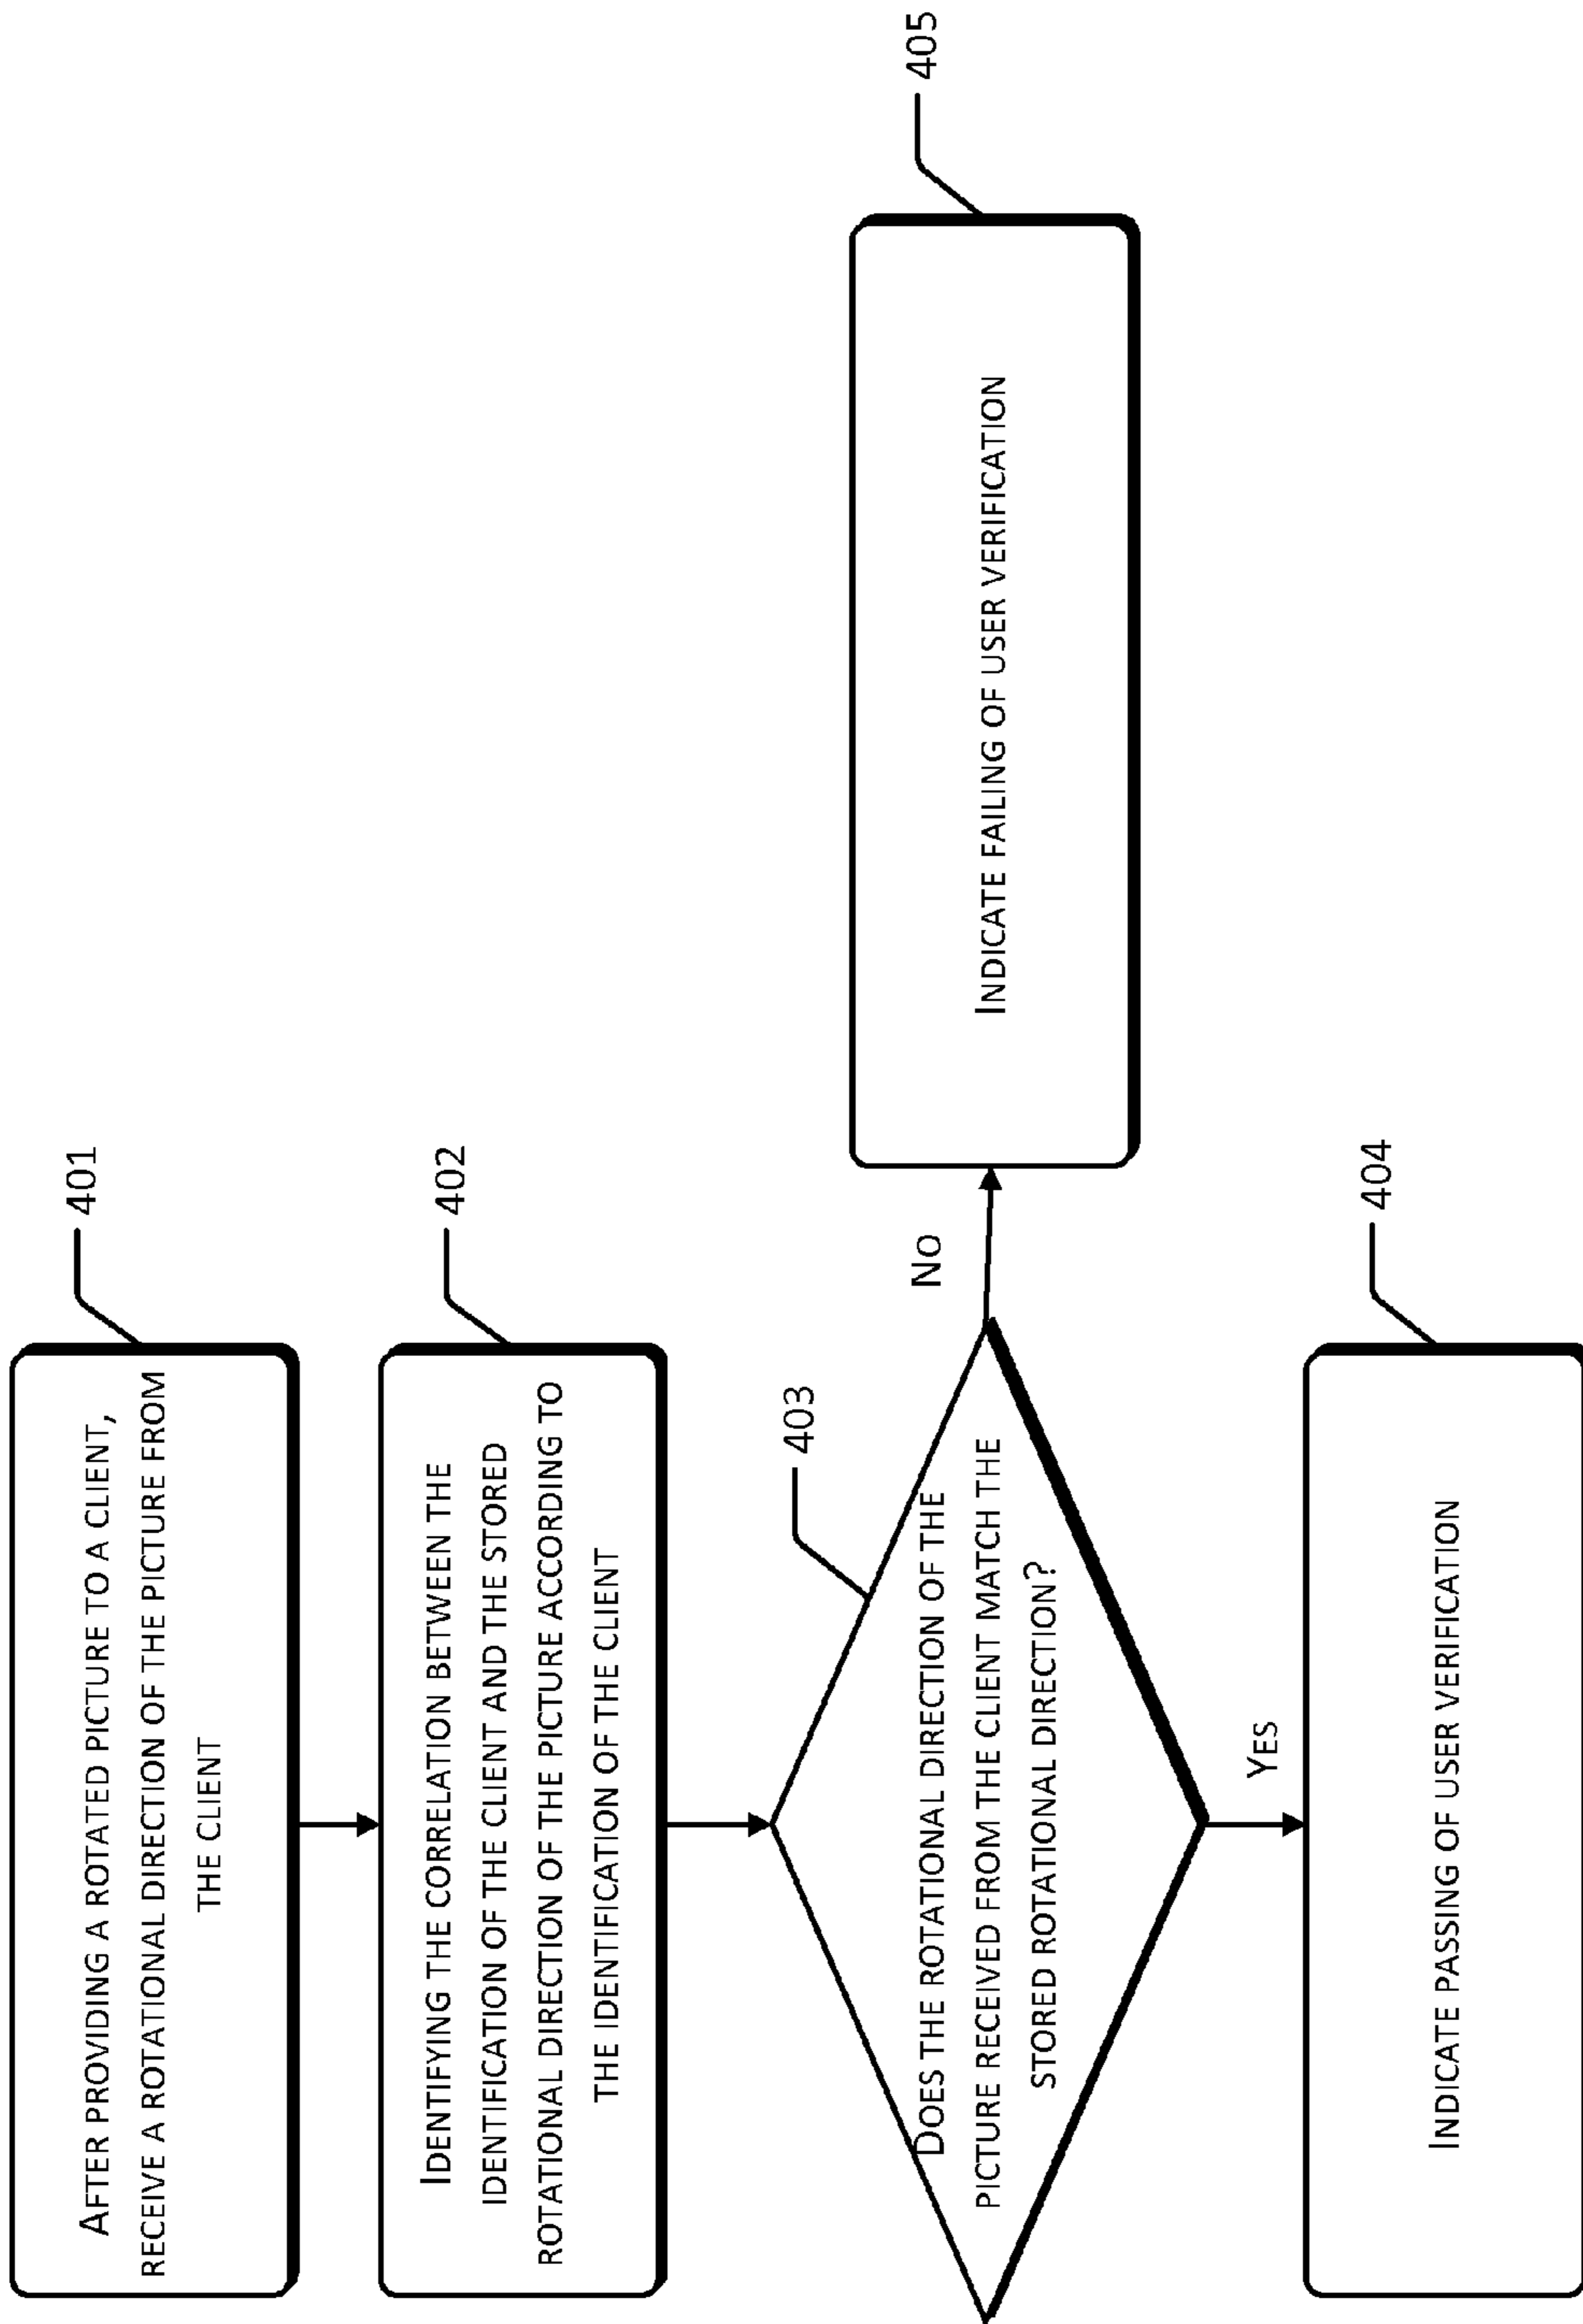 AFTER PROVIDING A ROTATED PICTURE TO A CLIENT,
RECEIVE A ROTATIONAL DIRECTION OF THE PICTURE FROM
THE CLIENT
401
IDENTIFYING THE CORRELATION BETWEEN THE
IDENTIFICATION OF THE CLIENT AND THE STORED
ROTATIONAL DIRECTION OF THE PICTURE ACCORDING TO
THE IDENTIFICATION OF THE CLIENT
402
DOES THE ROTATIONAL DIRECTION OF THE
PICTURE RECEIVED FROM THE CLIENT MATCH THE
STORED ROTATIONAL DIRECTION?
403
NO
INDICATE FAILING OF USER VERIFICATION
405
YES
INDICATE PASSING OF USER VERIFICATION
404